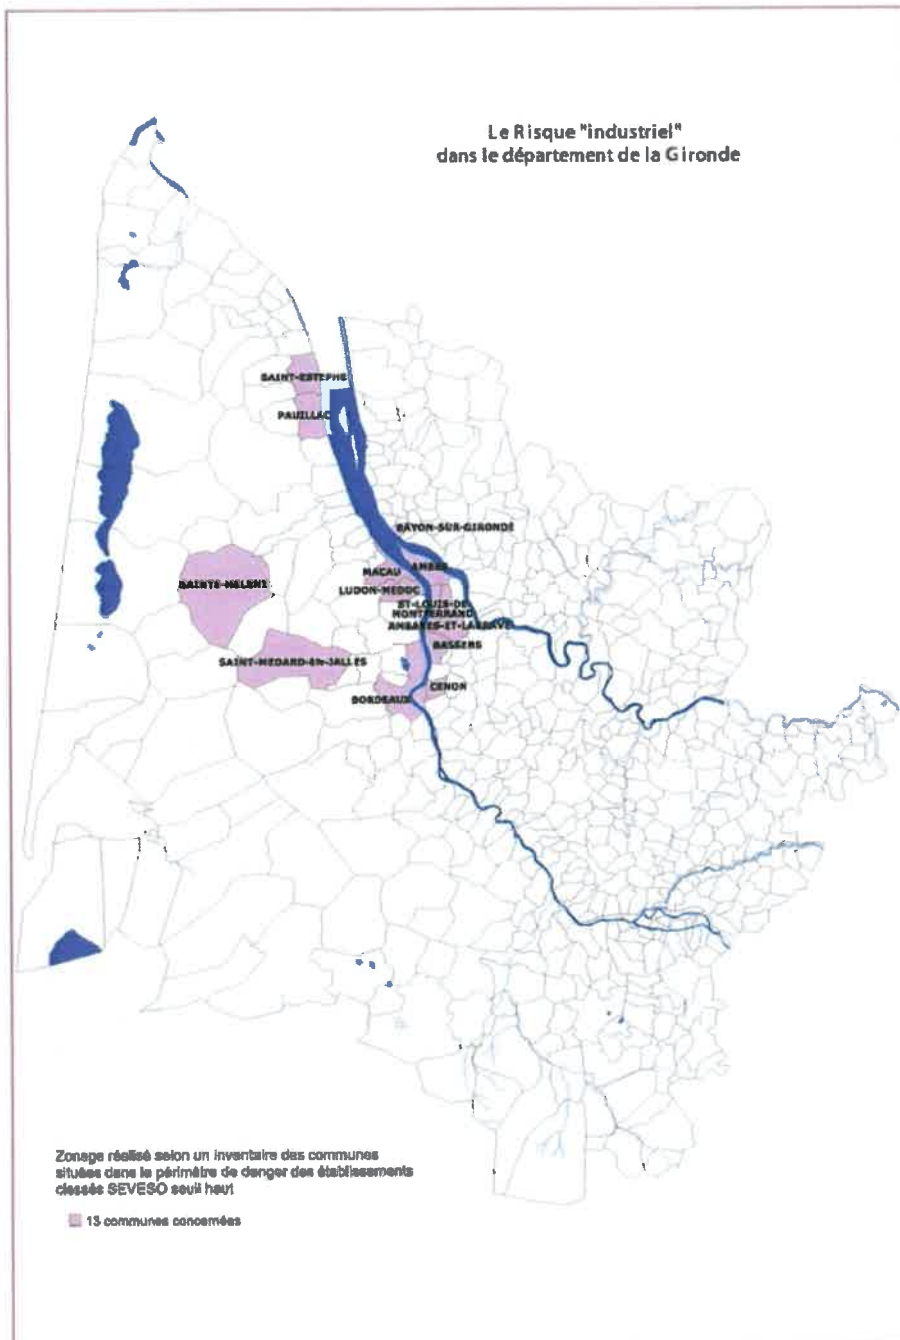 Le Risque "industriel"
dans le département de la Gironde
SAINT-ESTEPHE
PAUILLAC
BAYON-SUR-GIRONDE
MACAU
AMBES
SAINTE-HELENE
LUDON-MEDOC
ST-LOUIS-DE-
MONTFERRAND
AMBARES-ET-LAGRAVE
BASSENS
SAINT-MEDARD-EN-JALLES
CENON
BORDEAUX
Zonage réalisé selon un inventaire des communes
situées dans le périmètre de danger des établissements
classés SEVESO seuil haut
13 communes concernées